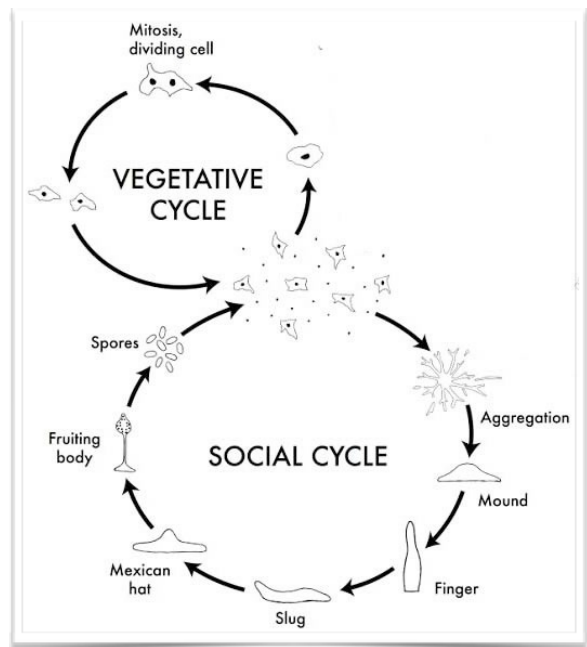 Mitosis,
dividing cell
VEGETATIVE
CYCLE
Spores
Aggregation
Fruiting
body
SOCIAL CYCLE
Mound
Mexican
hat
Finger
Slug